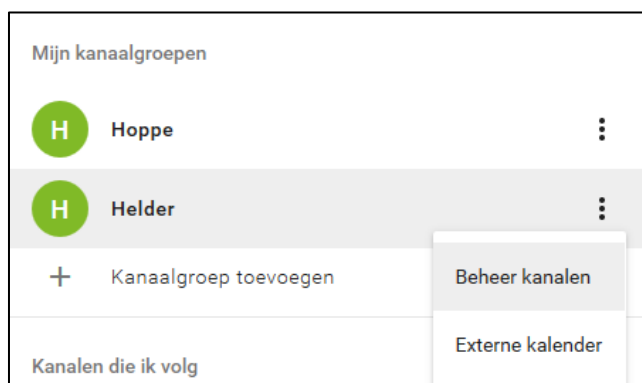 Mijn kanaalgroepen
H Hoppe
H Helder
+ Kanaalgroep toevoegen
Beheer kanalen
Externe kalender
Kanalen die ik volg